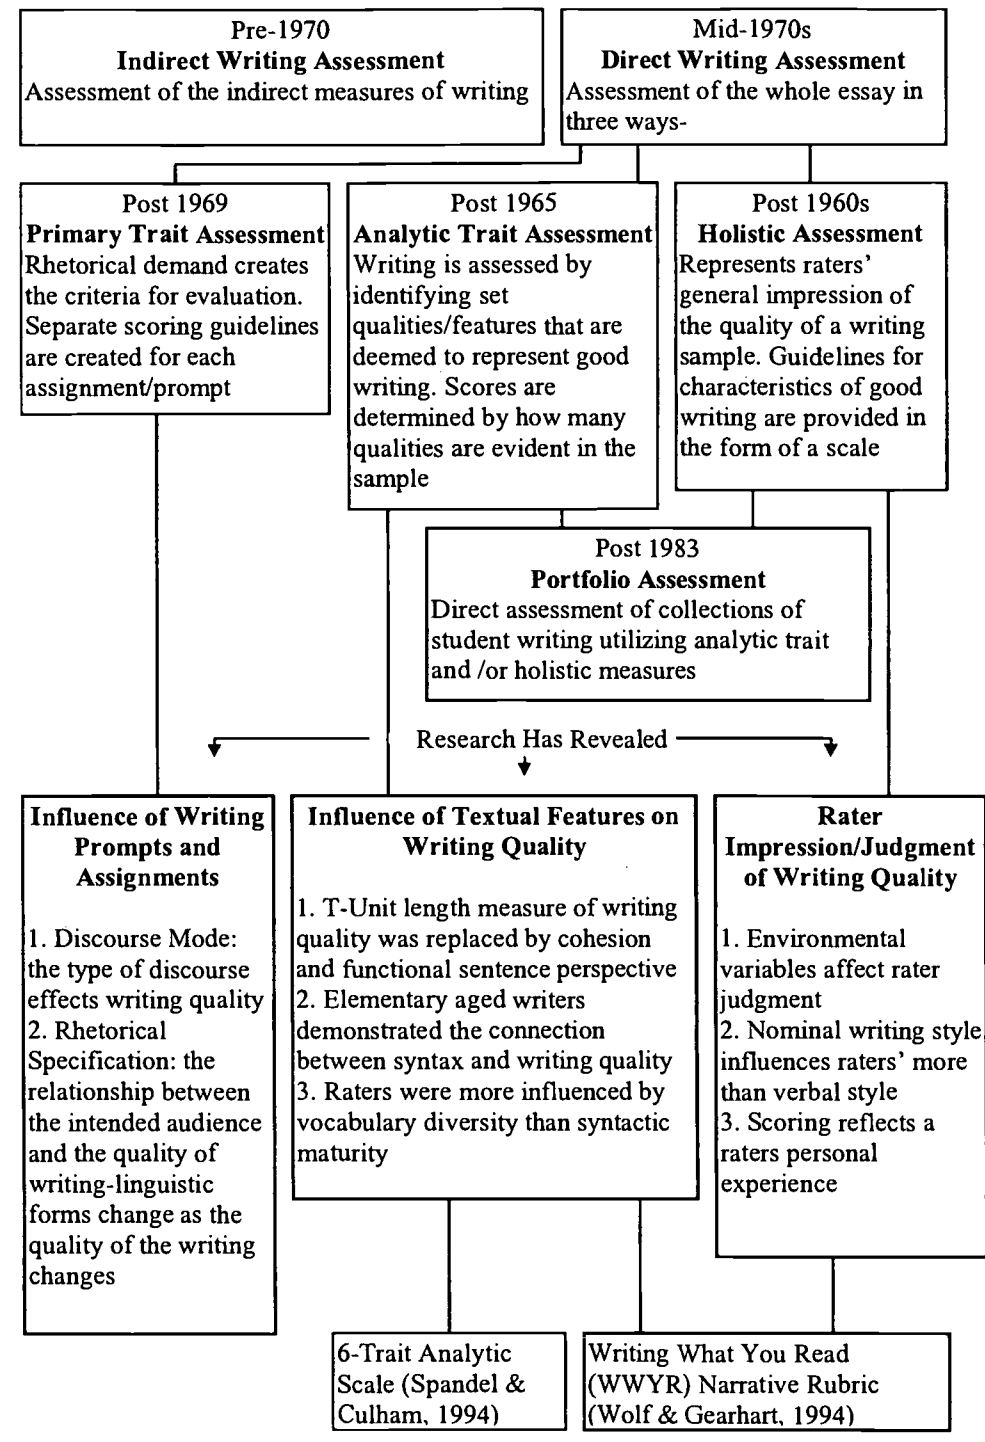 Pre-1970
Indirect Writing Assessment
Assessment of the indirect measures of writing
Mid-1970s
Direct Writing Assessment
Assessment of the whole essay in
three ways-
Post 1969
Primary Trait Assessment
Rhetorical demand creates
the criteria for evaluation.
Separate scoring guidelines
are created for each
assignment/prompt
Post 1965
Analytic Trait Assessment
Writing is assessed by
identifying set
qualities/features that are
deemed to represent good
writing. Scores are
determined by how many
qualities are evident in the
sample
Post 1960s
Holistic Assessment
Represents raters'
general impression of
the quality of a writing
sample. Guidelines for
characteristics of good
writing are provided in
the form of a scale
Post 1983
Portfolio Assessment
Direct assessment of collections of
student writing utilizing analytic trait
and /or holistic measures
Research Has Revealed
Influence of Writing
Prompts and
Assignments
1. Discourse Mode:
the type of discourse
effects writing quality
2. Rhetorical
Specification: the
relationship between
the intended audience
and the quality of
writing-linguistic
forms change as the
quality of the writing
changes
Influence of Textual Features on
Writing Quality
1. T-Unit length measure of writing
quality was replaced by cohesion
and functional sentence perspective
2. Elementary aged writers
demonstrated the connection
between syntax and writing quality
3. Raters were more influenced by
vocabulary diversity than syntactic
maturity
Rater
Impression/Judgment
of Writing Quality
1. Environmental
variables affect rater
judgment
2. Nominal writing style
influences raters' more
than verbal style
3. Scoring reflects a
raters personal
experience
6-Trait Analytic
Scale (Spandel &
Culham, 1994)
Writing What You Read
(WWYR) Narrative Rubric
(Wolf & Gearhart, 1994)